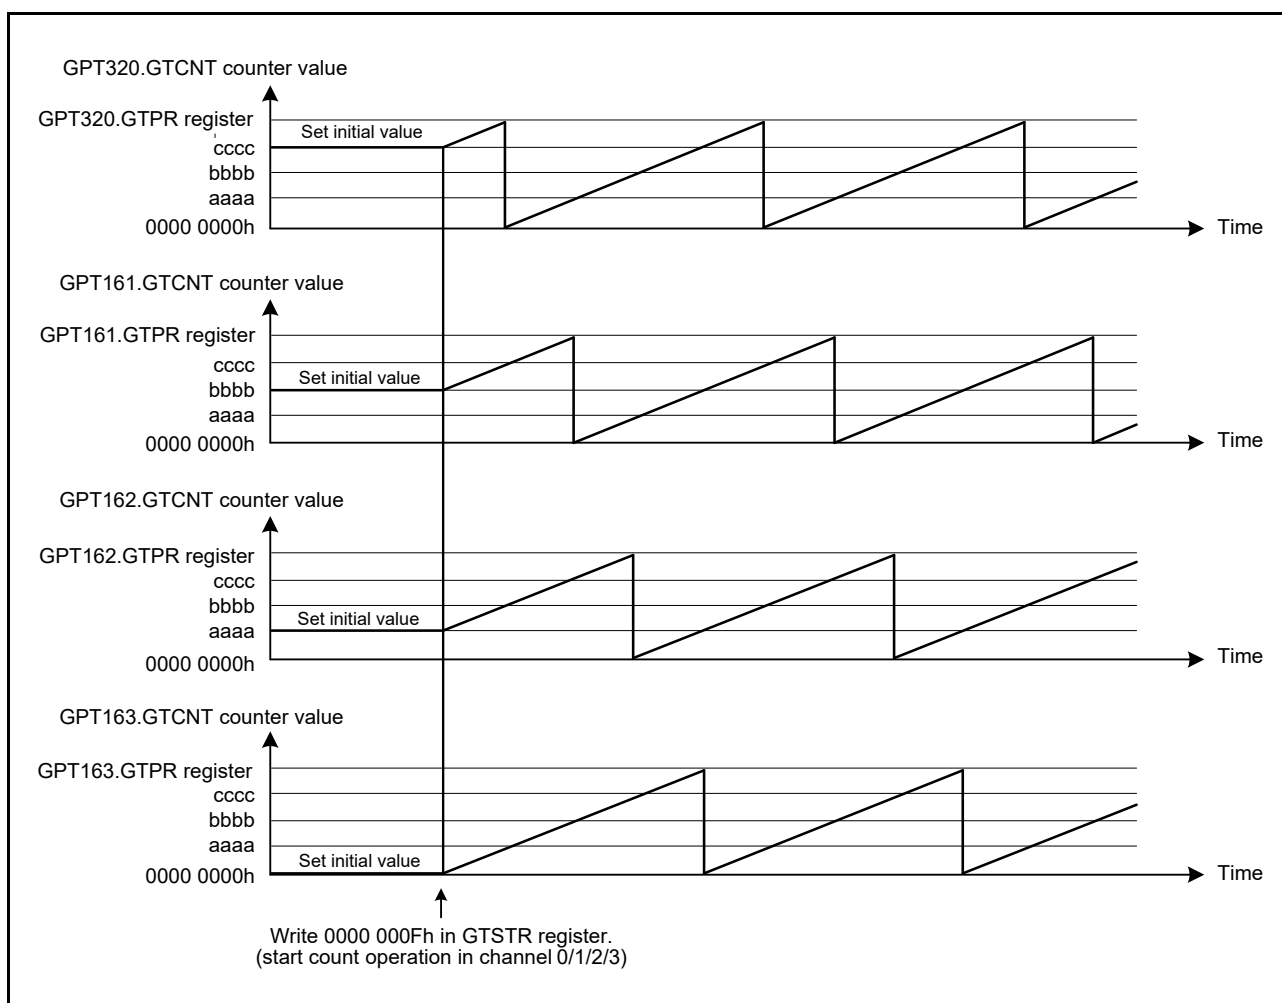 GPT320.GTCNT counter value
GPT320.GTPR register
Set initial value
cccc
bbbb
aaaa
0000 0000h
Time
GPT161.GTCNT counter value
GPT161.GTPR register
cccc
Set initial value
bbbb
aaaa
0000 0000h
Time
GPT162.GTCNT counter value
GPT162.GTPR register
cccc
bbbb
Set initial value
aaaa
0000 0000h
Time
GPT163.GTCNT counter value
GPT163.GTPR register
cccc
bbbb
aaaa
Set initial value
0000 0000h
Time
Write 0000 000Fh in GTSTR register.
(start count operation in channel 0/1/2/3)